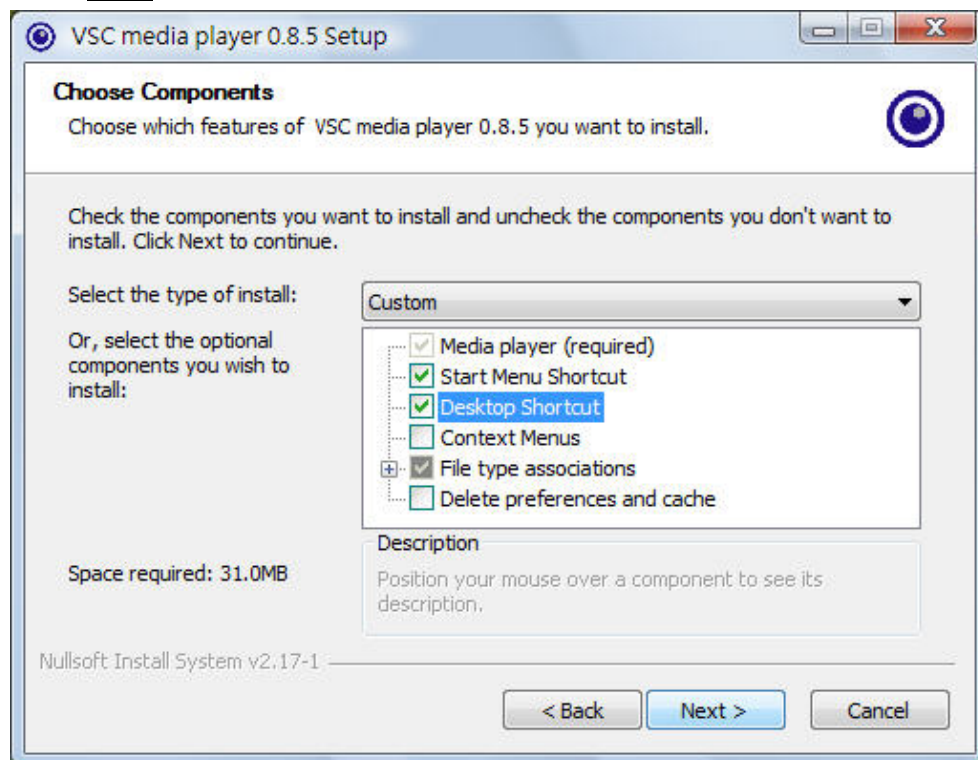 VSC media player 0.8.5 Setup
Choose Components
Choose which features of VSC media player 0.8.5 you want to install.
Check the components you want to install and uncheck the components you don't want to
install. Click Next to continue.
Select the type of install:
Custom
Or, select the optional
components you wish to
install:
Media player (required)
Start Menu Shortcut
Desktop Shortcut
Context Menus
File type associations
Delete preferences and cache
Space required: 31.0MB
Description
Position your mouse over a component to see its
description.
Nullsoft Install System v2.17-1
< Back
Next >
Cancel